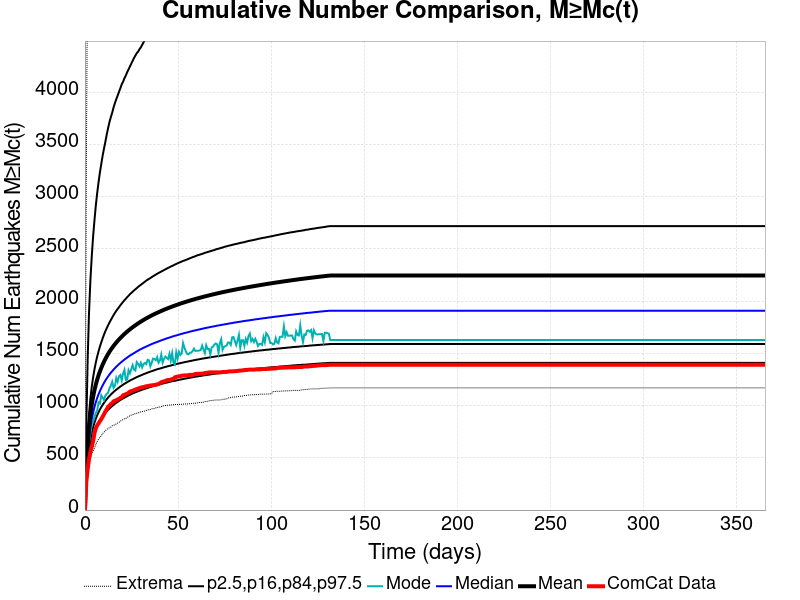 Cumulative Number Comparison, M≥Mc(t)
Cumulative Num Earthquakes M≥Mc(t)
4000
3500
3000
2500
2000
1500
1000
500
0
0 50 100 150 200 250 300 350
Time (days)
Extrema p2.5,p16,p84,p97.5 Mode Median Mean ComCat Data